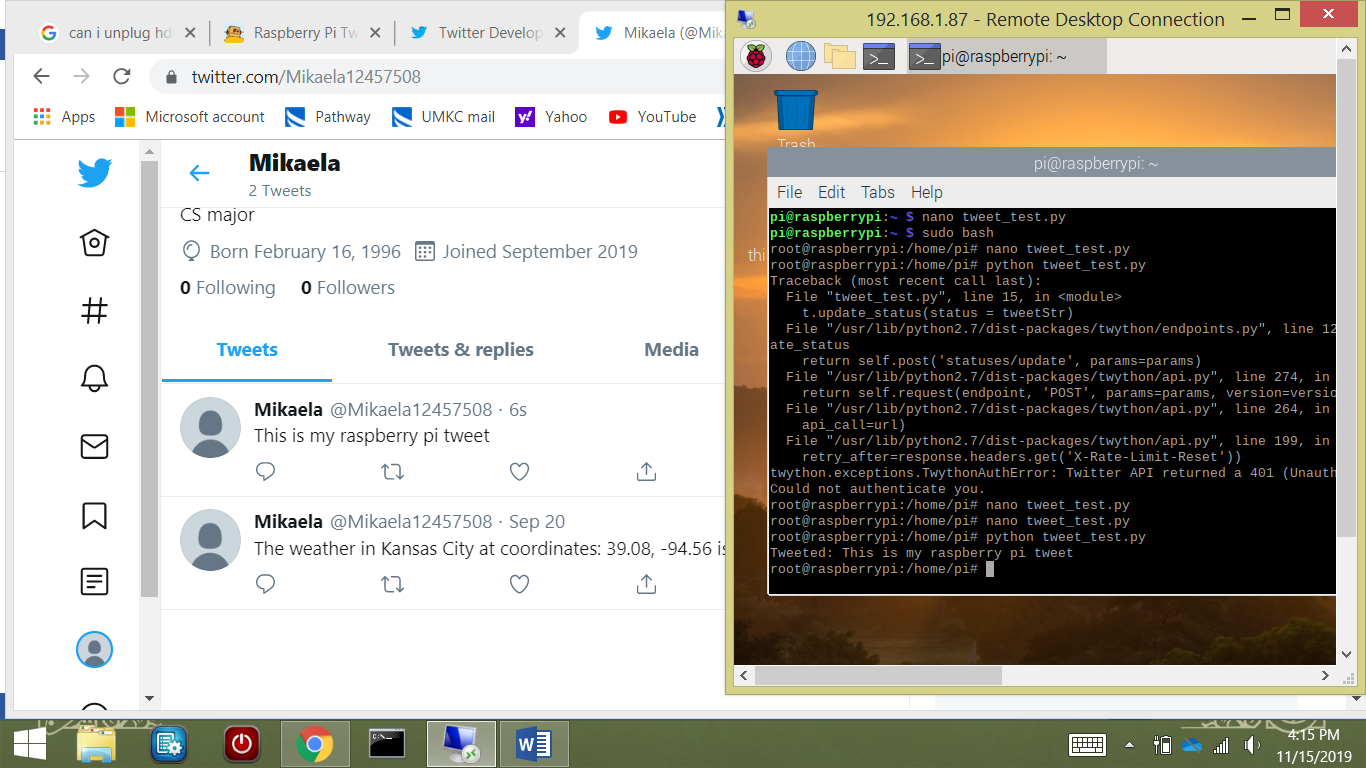 can i unplug hd
Raspberry Pi Tw
Twitter Develop
Mikaela (@Mika
twitter.com/Mikaela12457508
Apps
Microsoft account
Pathway
UMKC mail
Yahoo
YouTube
Mikaela
2 Tweets
CS major
Born February 16, 1996 Joined September 2019
0 Following 0 Followers
Tweets Tweets & replies Media
Mikaela @Mikaela12457508 · 6s
This is my raspberry pi tweet
Mikaela @Mikaela12457508 · Sep 20
The weather in Kansas City at coordinates: 39.08, -94.56 is
192.168.1.87 - Remote Desktop Connection
pi@raspberrypi: ~
Trash
thi
pi@raspberrypi: ~
File Edit Tabs Help
pi@raspberrypi:~ $ nano tweet_test.py
pi@raspberrypi:~ $ sudo bash
root@raspberrypi:/home/pi# nano tweet_test.py
root@raspberrypi:/home/pi# python tweet_test.py
Traceback (most recent call last):
File "tweet_test.py", line 15, in <module>
t.update_status(status = tweetStr)
File "/usr/lib/python2.7/dist-packages/twython/endpoints.py", line 12
ate_status
return self.post('statuses/update', params=params)
File "/usr/lib/python2.7/dist-packages/twython/api.py", line 274, in
return self.request(endpoint, 'POST', params=params, version=versio
File "/usr/lib/python2.7/dist-packages/twython/api.py", line 264, in
api_call=url)
File "/usr/lib/python2.7/dist-packages/twython/api.py", line 199, in
retry_after=response.headers.get('X-Rate-Limit-Reset'))
twython.exceptions.TwythonAuthError: Twitter API returned a 401 (Unauth
Could not authenticate you.
root@raspberrypi:/home/pi# nano tweet_test.py
root@raspberrypi:/home/pi# nano tweet_test.py
root@raspberrypi:/home/pi# python tweet_test.py
Tweeted: This is my raspberry pi tweet
root@raspberrypi:/home/pi#
4:15 PM
11/15/2019